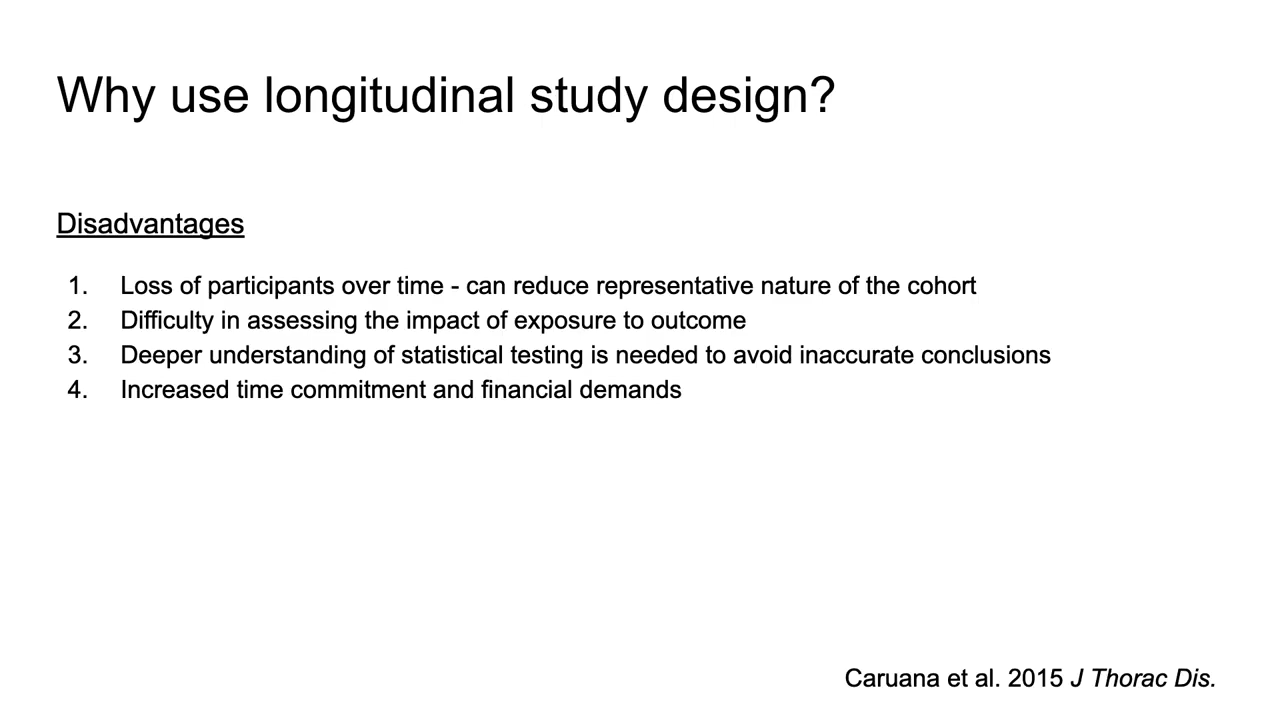 Why use longitudinal study design?
Disadvantages
1. Loss of participants over time - can reduce representative nature of the cohort
2. Difficulty in assessing the impact of exposure to outcome
3. Deeper understanding of statistical testing is needed to avoid inaccurate conclusions
4. Increased time commitment and financial demands
Caruana et al. 2015 J Thorac Dis.